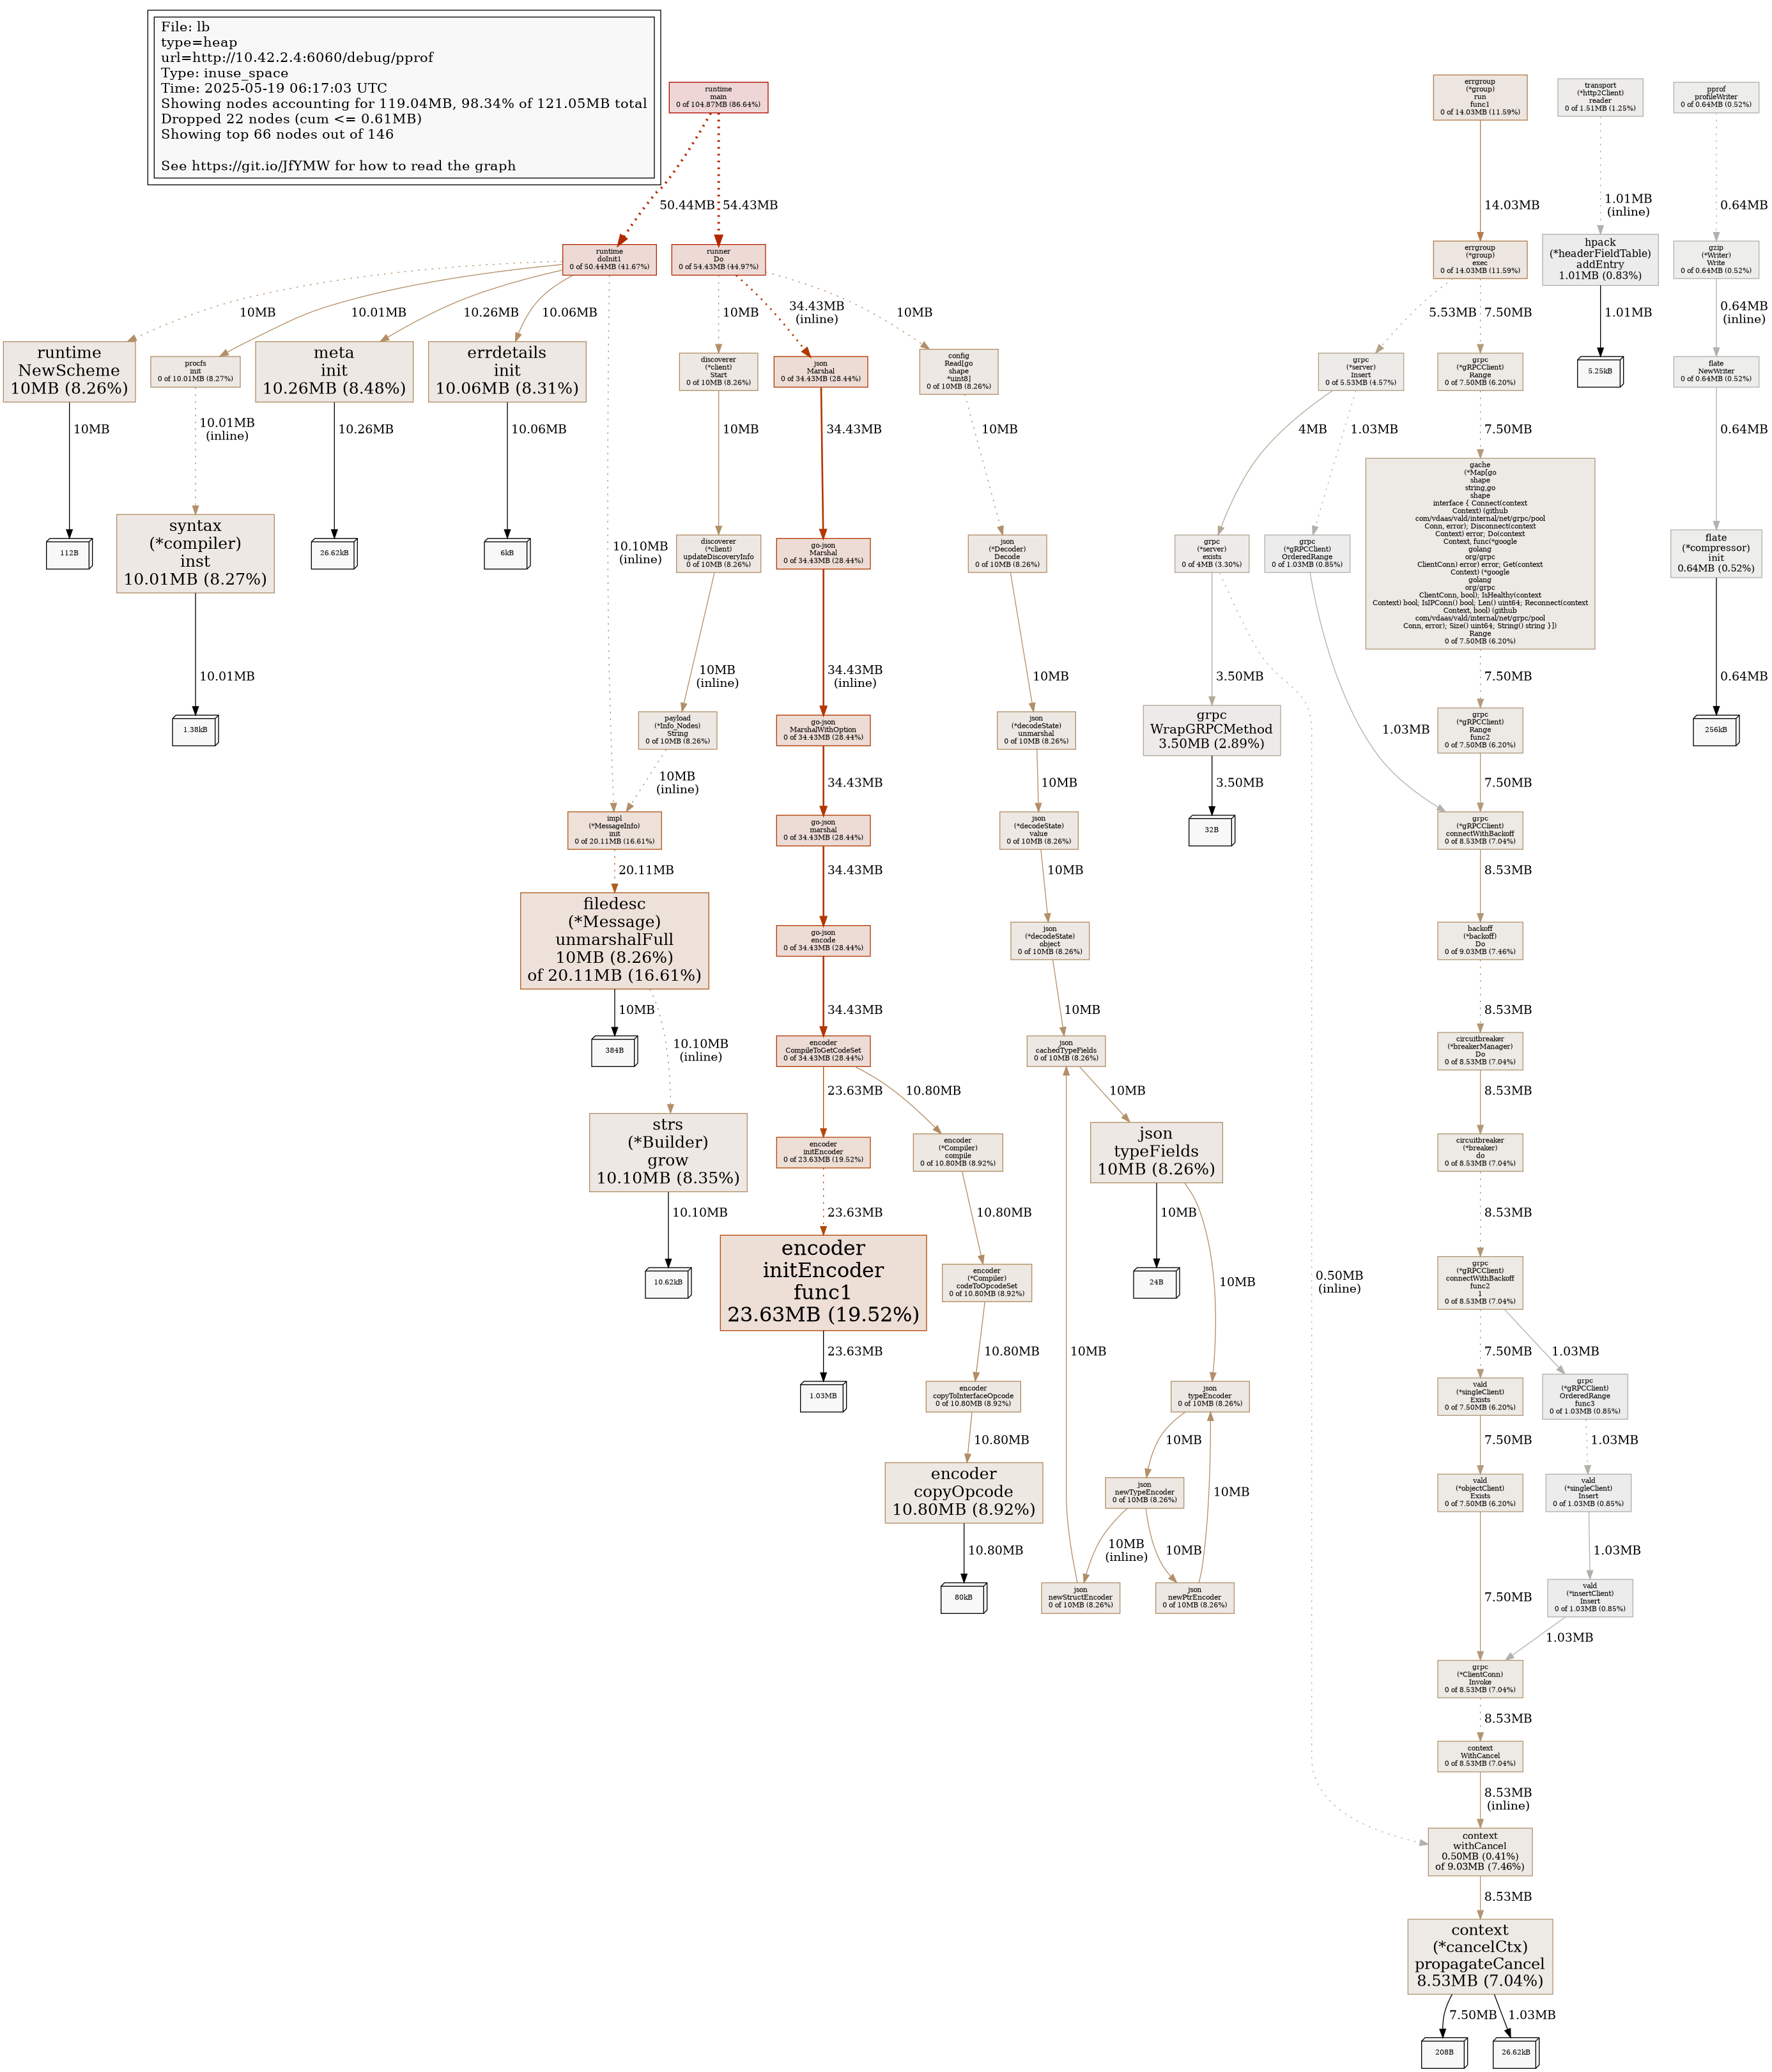 File: lb
type=heap
url=http://10.42.2.4:6060/debug/pprof
Type: inuse_space
Time: 2025-05-19 06:17:03 UTC
Showing nodes accounting for 119.04MB, 98.34% of 121.05MB total
Dropped 22 nodes (cum <= 0.61MB)
Showing top 66 nodes out of 146
See https://git.io/JfYMW for how to read the graph
runtime
main
0 of 104.87MB (86.64%)
errgroup
(*group)
run
func1
0 of 14.03MB (11.59%)
transport
(*http2Client)
reader
0 of 1.51MB (1.25%)
pprof
profileWriter
0 of 0.64MB (0.52%)
50.44MB
54.43MB
14.03MB
1.01MB
(inline)
0.64MB
runtime
doInit1
0 of 50.44MB (41.67%)
runner
Do
0 of 54.43MB (44.97%)
errgroup
(*group)
exec
0 of 14.03MB (11.59%)
hpack
(*headerFieldTable)
addEntry
1.01MB (0.83%)
gzip
(*Writer)
Write
0 of 0.64MB (0.52%)
10MB
10.01MB
10.26MB
10.06MB
10MB
34.43MB
(inline)
10MB
5.53MB
7.50MB
1.01MB
0.64MB
(inline)
runtime
NewScheme
10MB (8.26%)
procfs
init
0 of 10.01MB (8.27%)
meta
init
10.26MB (8.48%)
errdetails
init
10.06MB (8.31%)
discoverer
(*client)
Start
0 of 10MB (8.26%)
json
Marshal
0 of 34.43MB (28.44%)
config
Read[go
shape
*uint8]
0 of 10MB (8.26%)
grpc
(*server)
Insert
0 of 5.53MB (4.57%)
grpc
(*gRPCClient)
Range
0 of 7.50MB (6.20%)
5.25kB
flate
NewWriter
0 of 0.64MB (0.52%)
10MB
10.01MB
(inline)
10.26MB
10.06MB
10MB
34.43MB
10MB
4MB
1.03MB
7.50MB
0.64MB
gache
(*Map[go
shape
string,go
shape
interface { Connect(context
Context) (github
com/vdaas/vald/internal/net/grpc/pool
Conn, error); Disconnect(context
Context) error; Do(context
Context, func(*google
golang
org/grpc
ClientConn) error) error; Get(context
Context) (*google
golang
org/grpc
ClientConn, bool); IsHealthy(context
Context) bool; IsIPConn() bool; Len() uint64; Reconnect(context
Context, bool) (github
com/vdaas/vald/internal/net/grpc/pool
Conn, error); Size() uint64; String() string }])
Range
0 of 7.50MB (6.20%)
112B
syntax
(*compiler)
inst
10.01MB (8.27%)
26.62kB
6kB
10.10MB
(inline)
discoverer
(*client)
updateDiscoveryInfo
0 of 10MB (8.26%)
go-json
Marshal
0 of 34.43MB (28.44%)
json
(*Decoder)
Decode
0 of 10MB (8.26%)
grpc
(*server)
exists
0 of 4MB (3.30%)
grpc
(*gRPCClient)
OrderedRange
0 of 1.03MB (0.85%)
flate
(*compressor)
init
0.64MB (0.52%)
10.01MB
10MB
(inline)
34.43MB
(inline)
10MB
3.50MB
7.50MB
0.64MB
1.38kB
payload
(*Info_Nodes)
String
0 of 10MB (8.26%)
go-json
MarshalWithOption
0 of 34.43MB (28.44%)
json
(*decodeState)
unmarshal
0 of 10MB (8.26%)
grpc
WrapGRPCMethod
3.50MB (2.89%)
1.03MB
grpc
(*gRPCClient)
Range
func2
0 of 7.50MB (6.20%)
256kB
10MB
(inline)
34.43MB
10MB
3.50MB
7.50MB
impl
(*MessageInfo)
init
0 of 20.11MB (16.61%)
go-json
marshal
0 of 34.43MB (28.44%)
json
(*decodeState)
value
0 of 10MB (8.26%)
32B
grpc
(*gRPCClient)
connectWithBackoff
0 of 8.53MB (7.04%)
20.11MB
34.43MB
10MB
8.53MB
filedesc
(*Message)
unmarshalFull
10MB (8.26%)
of 20.11MB (16.61%)
go-json
encode
0 of 34.43MB (28.44%)
json
(*decodeState)
object
0 of 10MB (8.26%)
backoff
(*backoff)
Do
0 of 9.03MB (7.46%)
10MB
10.10MB
(inline)
34.43MB
10MB
8.53MB
384B
encoder
CompileToGetCodeSet
0 of 34.43MB (28.44%)
json
cachedTypeFields
0 of 10MB (8.26%)
circuitbreaker
(*breakerManager)
Do
0 of 8.53MB (7.04%)
23.63MB
10.80MB
10MB
8.53MB
strs
(*Builder)
grow
10.10MB (8.35%)
encoder
initEncoder
0 of 23.63MB (19.52%)
encoder
(*Compiler)
compile
0 of 10.80MB (8.92%)
json
typeFields
10MB (8.26%)
circuitbreaker
(*breaker)
do
0 of 8.53MB (7.04%)
10.10MB
23.63MB
10.80MB
10MB
8.53MB
10.62kB
encoder
initEncoder
func1
23.63MB (19.52%)
encoder
(*Compiler)
codeToOpcodeSet
0 of 10.80MB (8.92%)
24B
10MB
0.50MB
(inline)
grpc
(*gRPCClient)
connectWithBackoff
func2
1
0 of 8.53MB (7.04%)
23.63MB
10.80MB
10MB
7.50MB
1.03MB
1.03MB
encoder
copyToInterfaceOpcode
0 of 10.80MB (8.92%)
json
typeEncoder
0 of 10MB (8.26%)
vald
(*singleClient)
Exists
0 of 7.50MB (6.20%)
grpc
(*gRPCClient)
OrderedRange
func3
0 of 1.03MB (0.85%)
10.80MB
10MB
7.50MB
1.03MB
encoder
copyOpcode
10.80MB (8.92%)
json
newTypeEncoder
0 of 10MB (8.26%)
10MB
vald
(*objectClient)
Exists
0 of 7.50MB (6.20%)
vald
(*singleClient)
Insert
0 of 1.03MB (0.85%)
10.80MB
10MB
(inline)
10MB
1.03MB
80kB
json
newStructEncoder
0 of 10MB (8.26%)
json
newPtrEncoder
0 of 10MB (8.26%)
7.50MB
vald
(*insertClient)
Insert
0 of 1.03MB (0.85%)
1.03MB
grpc
(*ClientConn)
Invoke
0 of 8.53MB (7.04%)
8.53MB
context
WithCancel
0 of 8.53MB (7.04%)
8.53MB
(inline)
context
withCancel
0.50MB (0.41%)
of 9.03MB (7.46%)
8.53MB
context
(*cancelCtx)
propagateCancel
8.53MB (7.04%)
7.50MB
1.03MB
208B
26.62kB